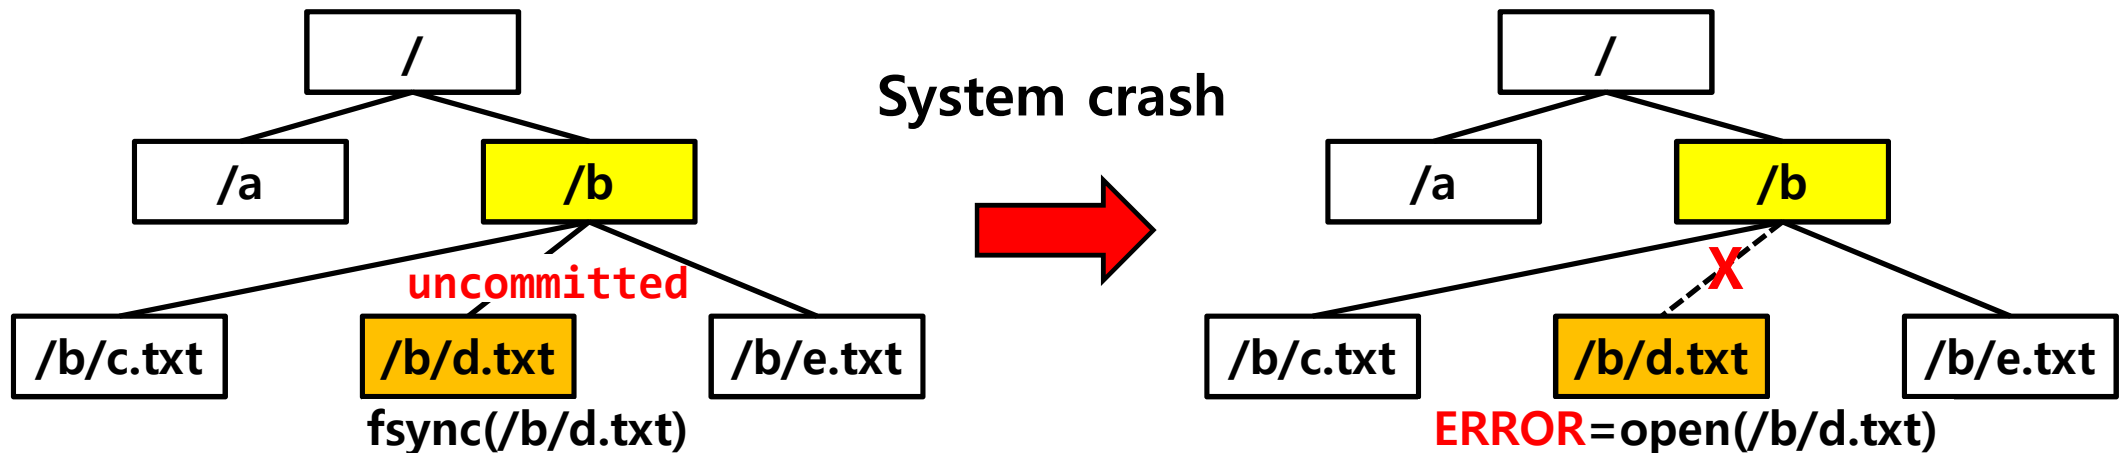 /
/a
/b
uncommitted
/b/c.txt
/b/d.txt
/b/e.txt
fsync(/b/d.txt)
System crash
/
/a
/b
X
/b/c.txt
/b/d.txt
/b/e.txt
ERROR=open(/b/d.txt)